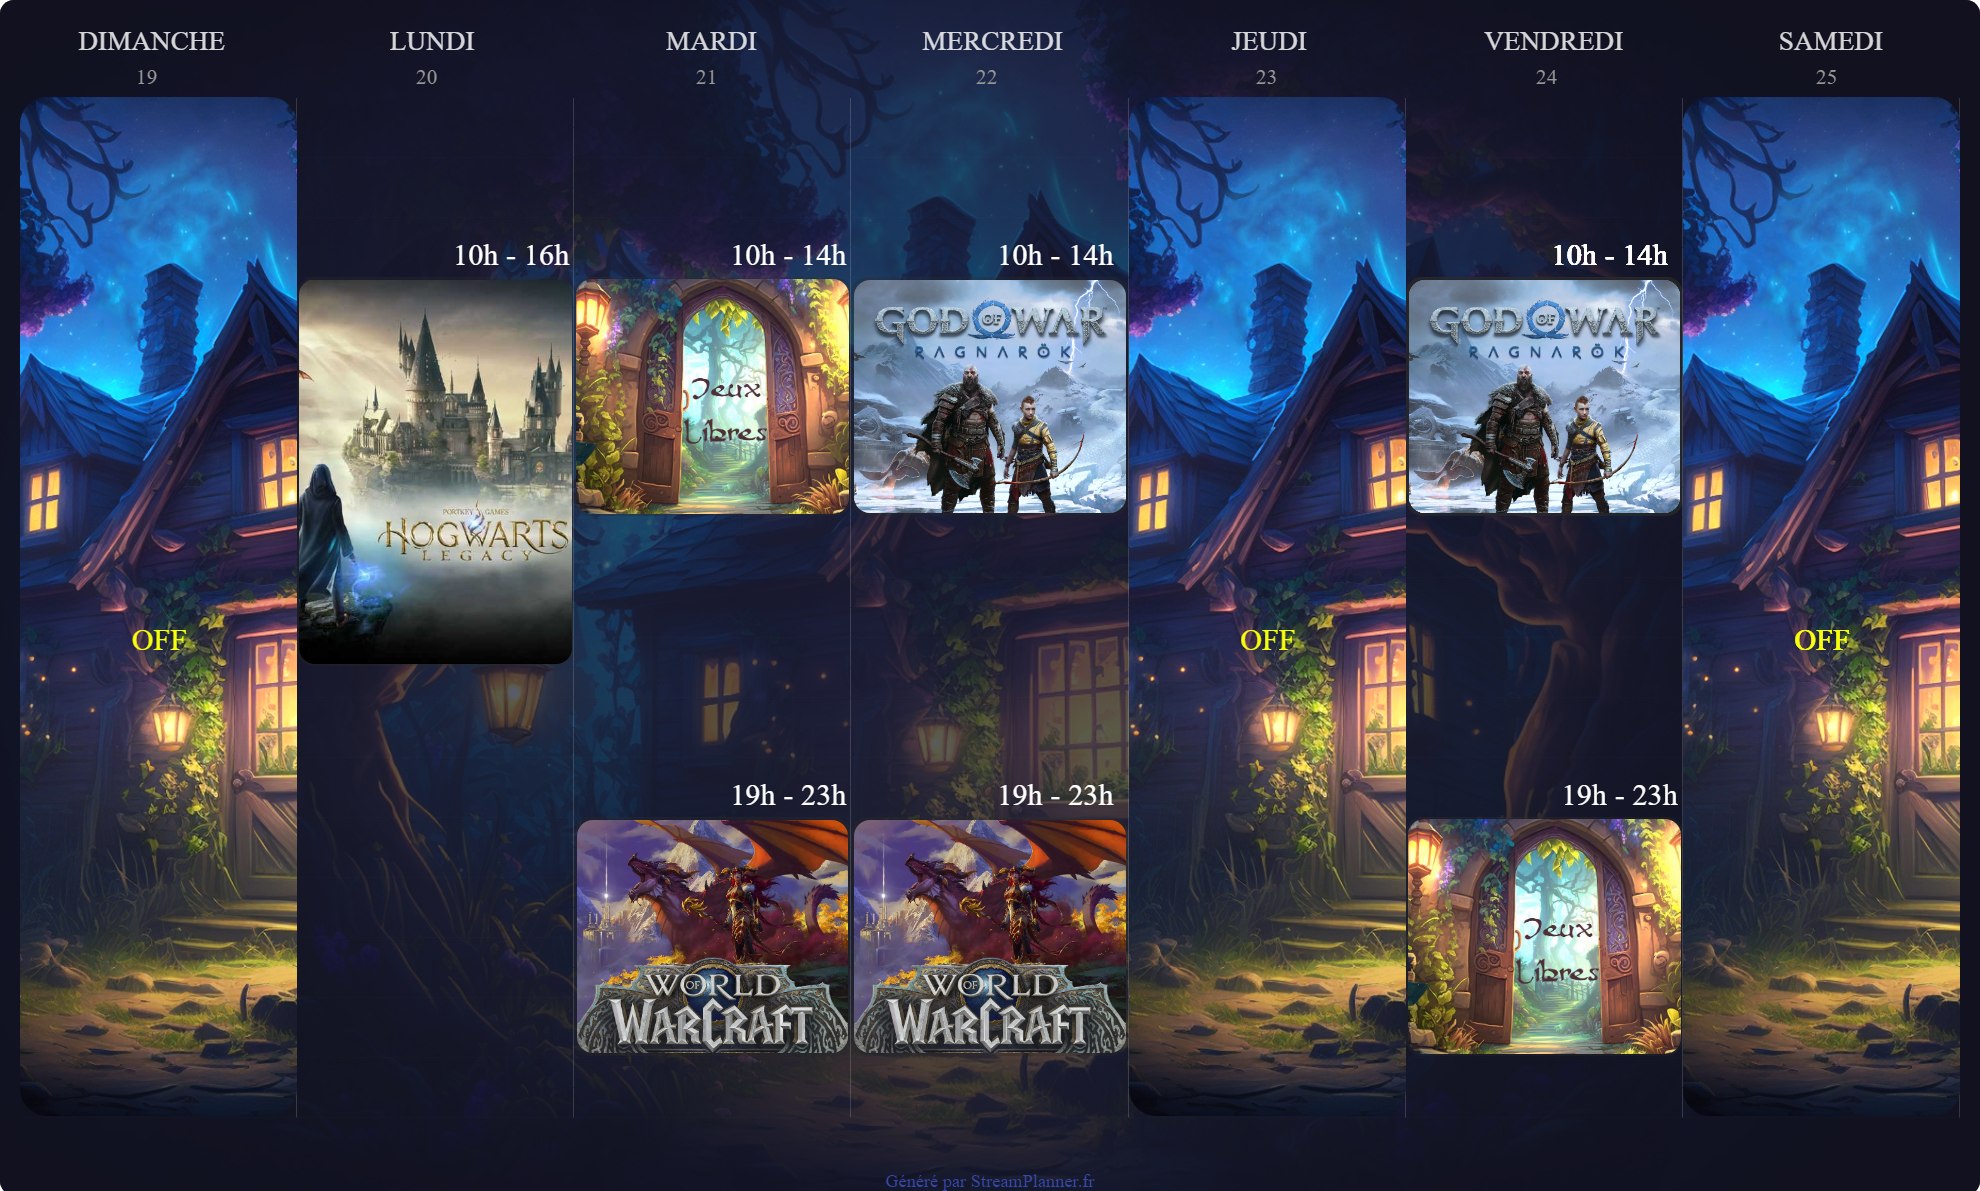 DIMANCHE
19
LUNDI
20
MARDI
21
MERCREDI
22
JEUDI
23
VENDREDI
24
SAMEDI
25
OFF
10h - 16h
PORTKEY GAMES
HOGWARTS
LEGACY
10h - 14h
Jeux
Libres
19h - 23h
WORLD
OF
WARCRAFT
10h - 14h
GOD OF WAR
RAGNARÖK
19h - 23h
WORLD
OF
WARCRAFT
OFF
10h - 14h
GOD OF WAR
RAGNARÖK
19h - 23h
Jeux
Libres
OFF
Généré par StreamPlanner.fr